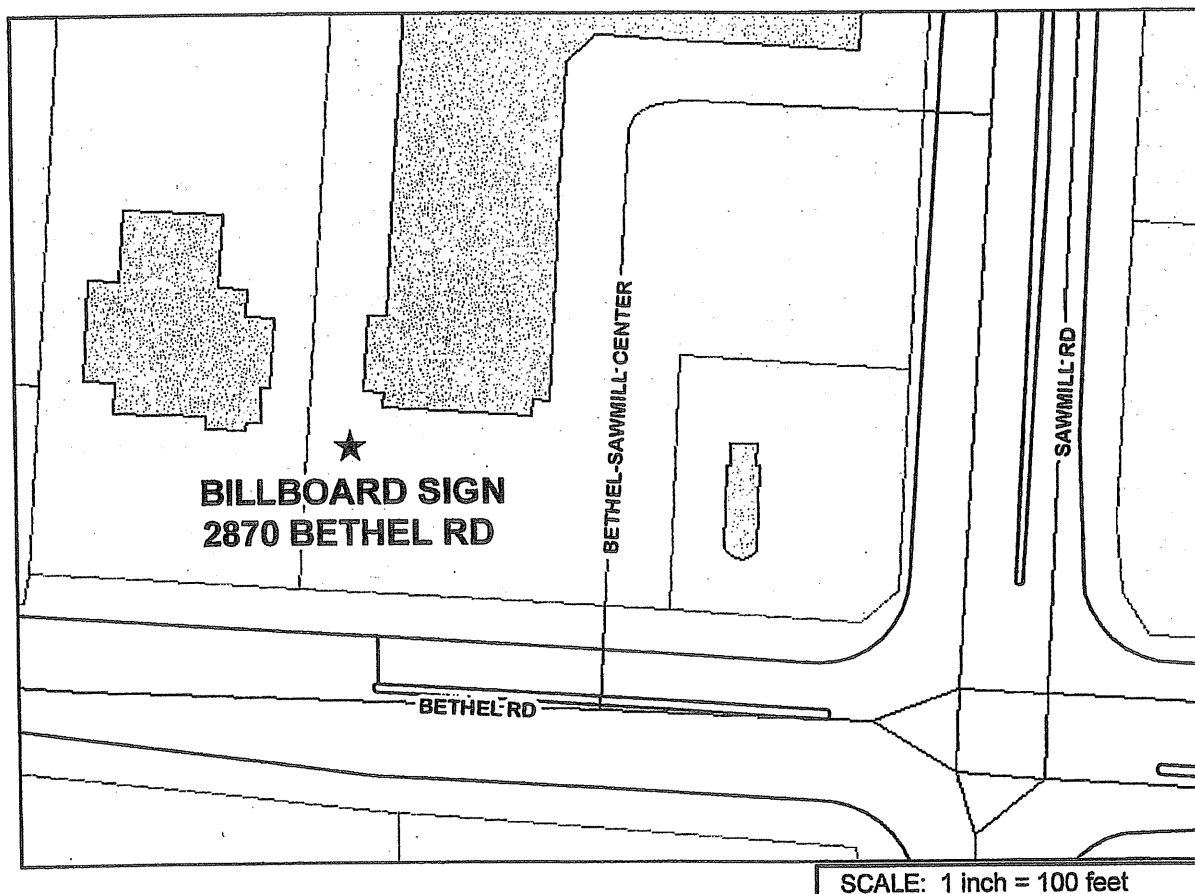 BILLBOARD SIGN
2870 BETHEL RD
BETHEL-SAWMILL-CENTER
SAWMILL-RD
BETHEL-RD
SCALE: 1 inch = 100 feet